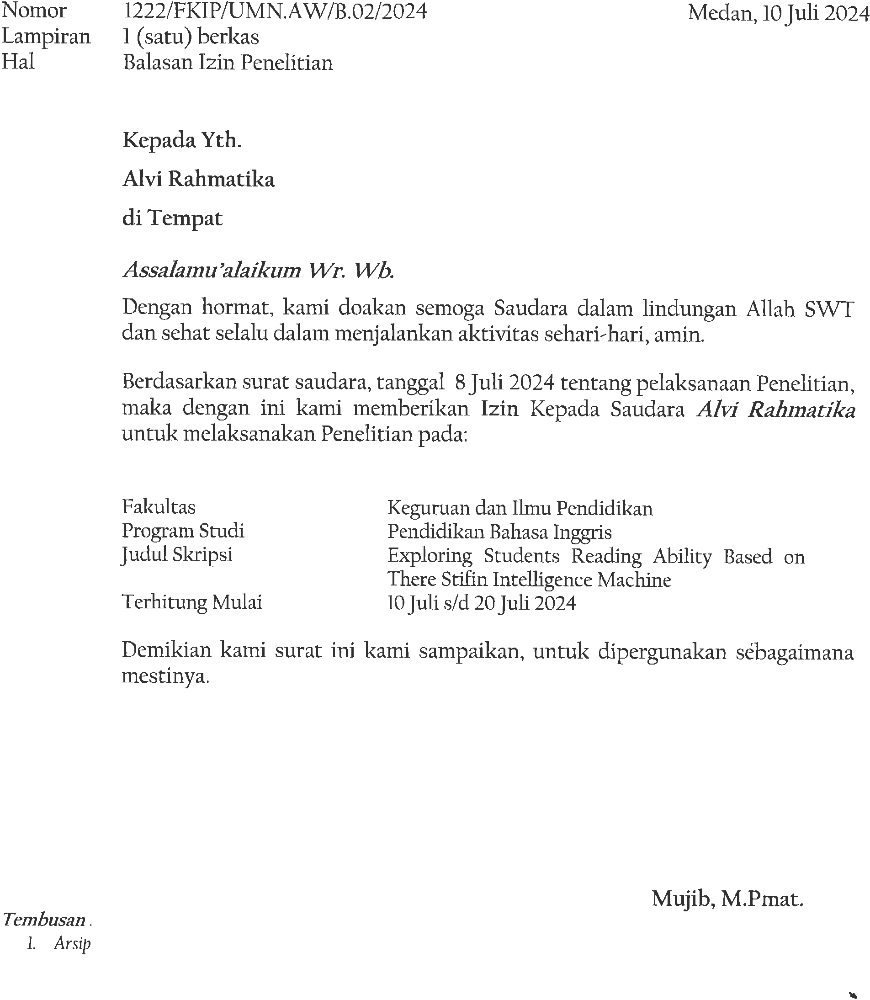 Nomor 1222/FKIP/UMN.AW/B.02/2024 Medan, 10 Juli 2024
Lampiran 1 (satu) berkas
Hal Balasan Izin Penelitian
Kepada Yth.
Alvi Rahmatika
di Tempat
Assalamu'alaikum Wr. Wb.
Dengan hormat, kami doakan semoga Saudara dalam lindungan Allah SWT
dan sehat selalu dalam menjalankan aktivitas sehari-hari, amin.
Berdasarkan surat saudara, tanggal 8 Juli 2024 tentang pelaksanaan Penelitian,
maka dengan ini kami memberikan Izin Kepada Saudara Alvi Rahmatika
untuk melaksanakan Penelitian pada:
Fakultas Keguruan dan Ilmu Pendidikan
Program Studi Pendidikan Bahasa Inggris
Judul Skripsi Exploring Students Reading Ability Based on
There Stifin Intelligence Machine
Terhitung Mulai 10 Juli s/d 20 Juli 2024
Demikian kami surat ini kami sampaikan, untuk dipergunakan sebagaimana
mestinya.
Mujib, M.Pmat.
Tembusan .
1. Arsip